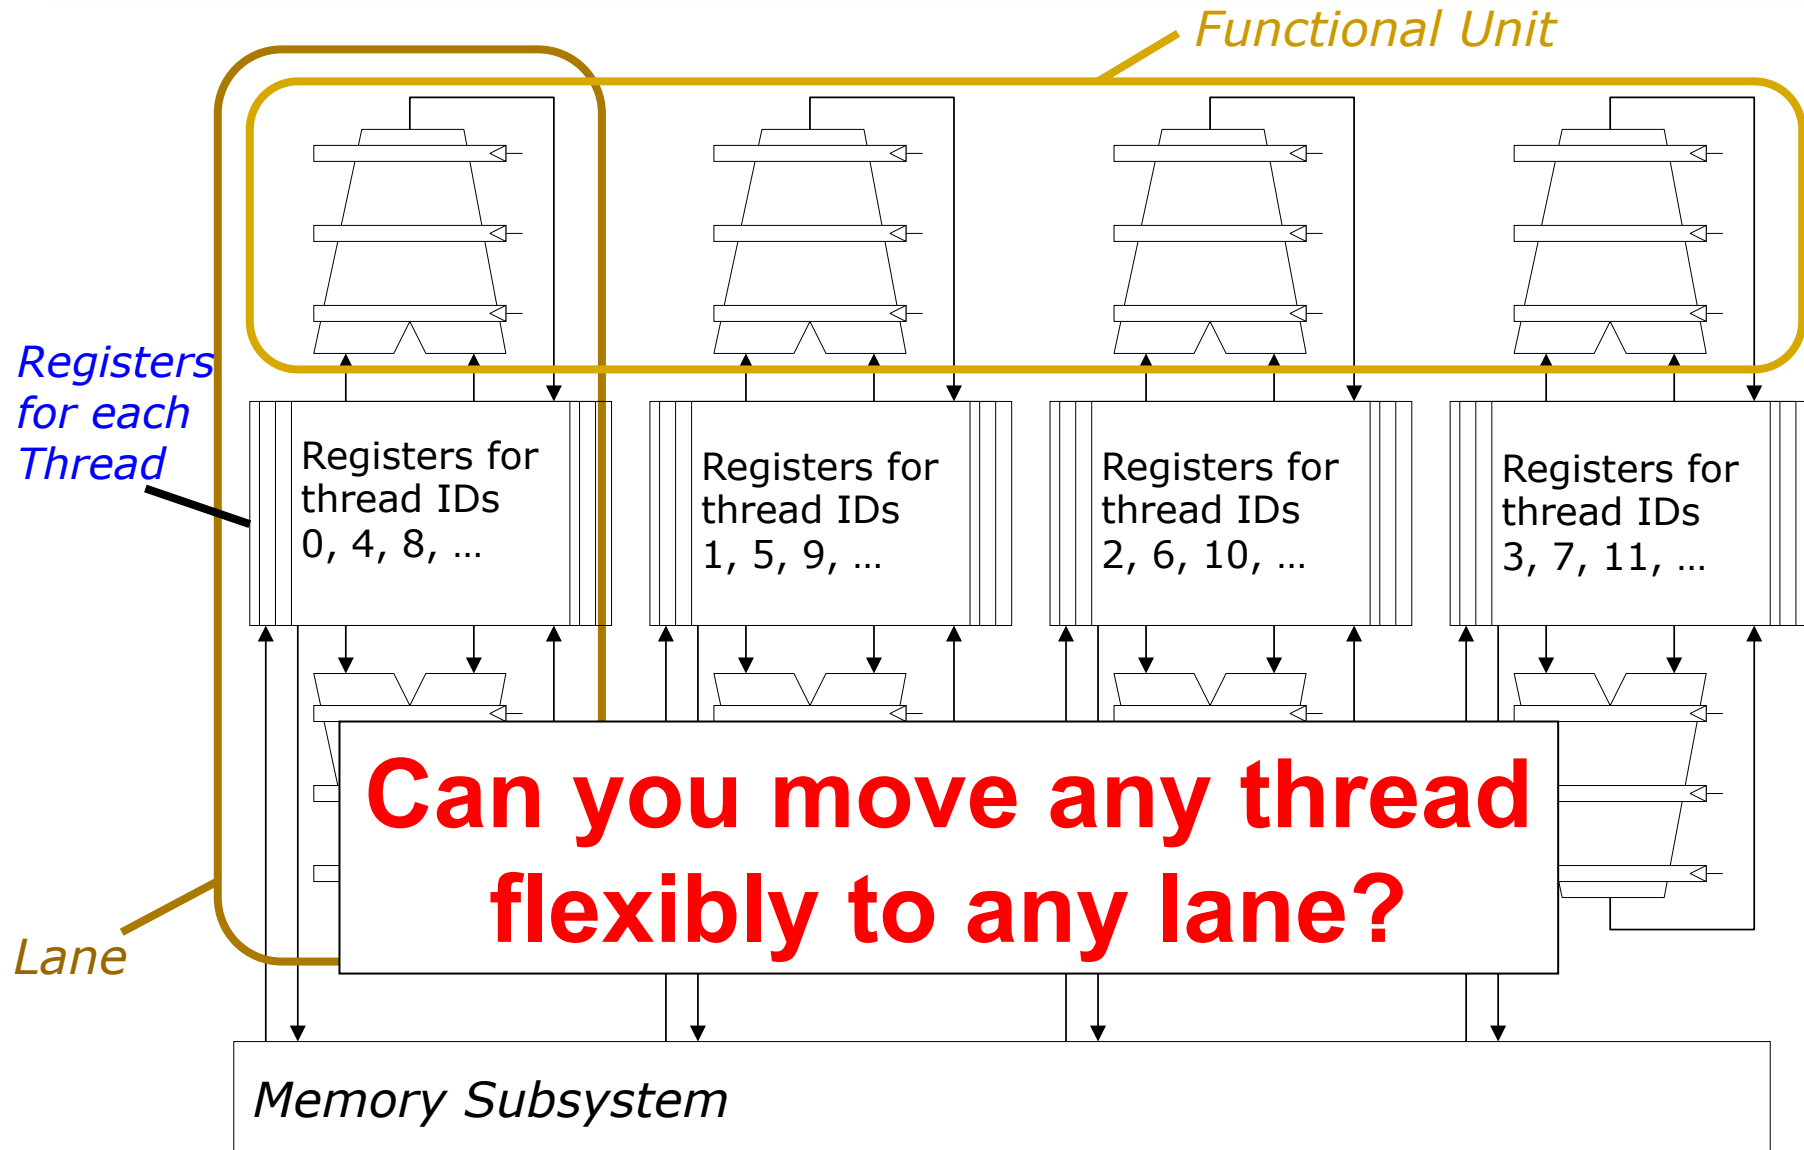 Functional Unit
Registers
for each
Thread
Registers for
thread IDs
0, 4, 8, …
Registers for
thread IDs
1, 5, 9, …
Registers for
thread IDs
2, 6, 10, …
Registers for
thread IDs
3, 7, 11, …
Can you move any thread
flexibly to any lane?
Lane
Memory Subsystem